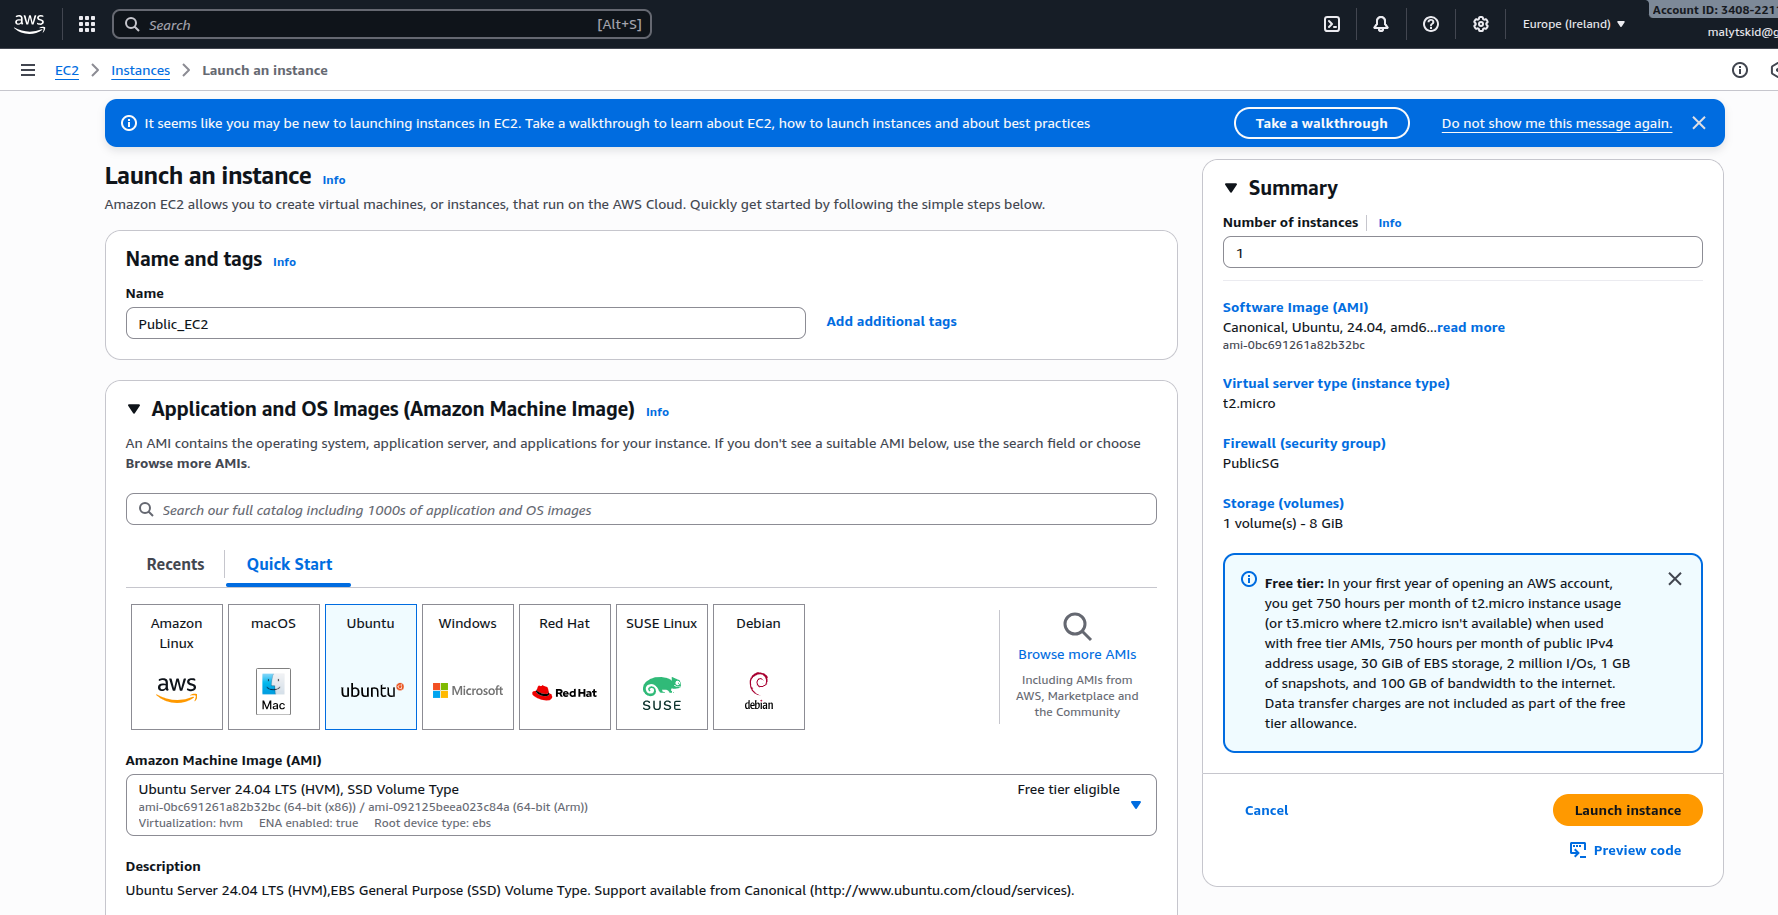 aws
Search [Alt+S]
Europe (Ireland)
Account ID: 3408-221
malytskid@g
EC2 Instances Launch an instance
It seems like you may be new to launching instances in EC2. Take a walkthrough to learn about EC2, how to launch instances and about best practices
Take a walkthrough
Do not show me this message again.
Launch an instance Info
Amazon EC2 allows you to create virtual machines, or instances, that run on the AWS Cloud. Quickly get started by following the simple steps below.
Name and tags Info
Name
Public_EC2
Add additional tags
Application and OS Images (Amazon Machine Image) Info
An AMI contains the operating system, application server, and applications for your instance. If you don't see a suitable AMI below, use the search field or choose
Browse more AMIs.
Search our full catalog including 1000s of application and OS images
Recents
Quick Start
Amazon
Linux
aws
macOS
Mac
Ubuntu
ubuntu
Windows
Microsoft
Red Hat
Red Hat
SUSE Linux
SUSE
Debian
debian
Browse more AMIs
Including AMIs from
AWS, Marketplace and
the Community
Amazon Machine Image (AMI)
Ubuntu Server 24.04 LTS (HVM), SSD Volume Type
Free tier eligible
ami-0bc691261a82b32bc (64-bit (x86)) / ami-092125beea023c84a (64-bit (Arm))
Virtualization: hvm ENA enabled: true Root device type: ebs
Description
Ubuntu Server 24.04 LTS (HVM),EBS General Purpose (SSD) Volume Type. Support available from Canonical (http://www.ubuntu.com/cloud/services).
Summary
Number of instances Info
1
Software Image (AMI)
Canonical, Ubuntu, 24.04, amd6...read more
ami-0bc691261a82b32bc
Virtual server type (instance type)
t2.micro
Firewall (security group)
PublicSG
Storage (volumes)
1 volume(s) - 8 GiB
Free tier: In your first year of opening an AWS account,
you get 750 hours per month of t2.micro instance usage
(or t3.micro where t2.micro isn't available) when used
with free tier AMIs, 750 hours per month of public IPv4
address usage, 30 GiB of EBS storage, 2 million I/Os, 1 GB
of snapshots, and 100 GB of bandwidth to the internet.
Data transfer charges are not included as part of the free
tier allowance.
Cancel
Launch instance
Preview code